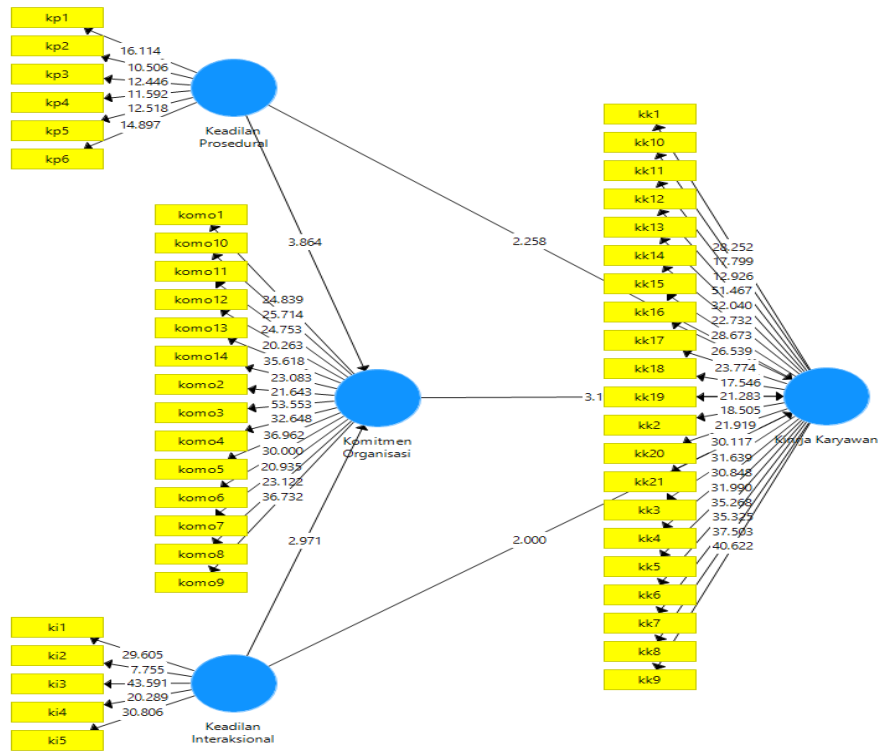 kp1
kp2
kp3
kp4
kp5
kp6
16.114
10.506
12.446
11.592
12.518
14.897
Keadilan
Prosedural
komo1
komo10
komo11
komo12
komo13
komo14
komo2
komo3
komo4
komo5
komo6
komo7
komo8
komo9
24.839
25.714
24.753
20.263
35.618
23.083
21.643
53.553
32.648
36.962
30.000
20.935
23.122
36.732
Komitmen
Organisasi
ki1
ki2
ki3
ki4
ki5
29.605
7.755
43.591
20.289
30.806
Keadilan
Interaksional
3.864
2.971
2.258
3.1
2.000
kk1
kk10
kk11
kk12
kk13
kk14
kk15
kk16
kk17
kk18
kk19
kk2
kk20
kk21
kk3
kk4
kk5
kk6
kk7
kk8
kk9
28.252
17.799
12.926
51.467
32.040
22.732
28.673
26.539
23.774
17.546
21.283
18.505
21.919
30.117
31.639
30.848
31.990
35.268
35.325
37.503
40.622
Kinerja Karyawan